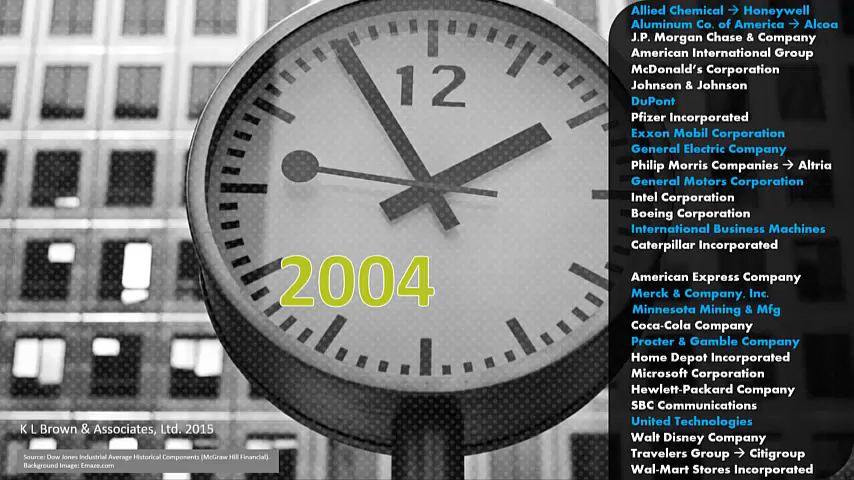 12
2004
K L Brown & Associates, Ltd. 2015
Source: Dow Jones Industrial Average Historical Components (McGraw Hill Financial).
Background Image: Emaze.com
Allied Chemical → Honeywell
Aluminum Co. of America → Alcoa
J.P. Morgan Chase & Company
American International Group
McDonald's Corporation
Johnson & Johnson
DuPont
Pfizer Incorporated
Exxon Mobil Corporation
General Electric Company
Philip Morris Companies → Altria
General Motors Corporation
Intel Corporation
Boeing Corporation
International Business Machines
Caterpillar Incorporated
American Express Company
Merck & Company, Inc.
Minnesota Mining & Mfg
Coca-Cola Company
Procter & Gamble Company
Home Depot Incorporated
Microsoft Corporation
Hewlett-Packard Company
SBC Communications
United Technologies
Walt Disney Company
Travelers Group → Citigroup
Wal-Mart Stores Incorporated